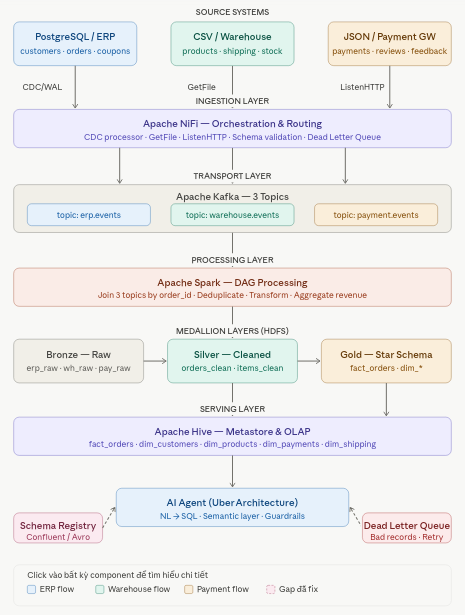 SOURCE SYSTEMS
PostgreSQL / ERP
customers · orders · coupons
CSV / Warehouse
products · shipping · stock
JSON / Payment GW
payments · reviews · feedback
CDC/WAL
GetFile
ListenHTTP
INGESTION LAYER
Apache NiFi — Orchestration & Routing
CDC processor · GetFile · ListenHTTP · Schema validation · Dead Letter Queue
TRANSPORT LAYER
Apache Kafka — 3 Topics
topic: erp.events
topic: warehouse.events
topic: payment.events
PROCESSING LAYER
Apache Spark — DAG Processing
Join 3 topics by order_id · Deduplicate · Transform · Aggregate revenue
MEDALLION LAYERS (HDFS)
Bronze — Raw
erp_raw · wh_raw · pay_raw
Silver — Cleaned
orders_clean · items_clean
Gold — Star Schema
fact_orders · dim_*
SERVING LAYER
Apache Hive — Metastore & OLAP
fact_orders · dim_customers · dim_products · dim_payments · dim_shipping
AI Agent (UberArchitecture)
NL → SQL · Semantic layer · Guardrails
Schema Registry
Confluent / Avro
Dead Letter Queue
Bad records · Retry
Click vào bất kỳ component để tìm hiểu chi tiết
ERP flow
Warehouse flow
Payment flow
Gap đã fix